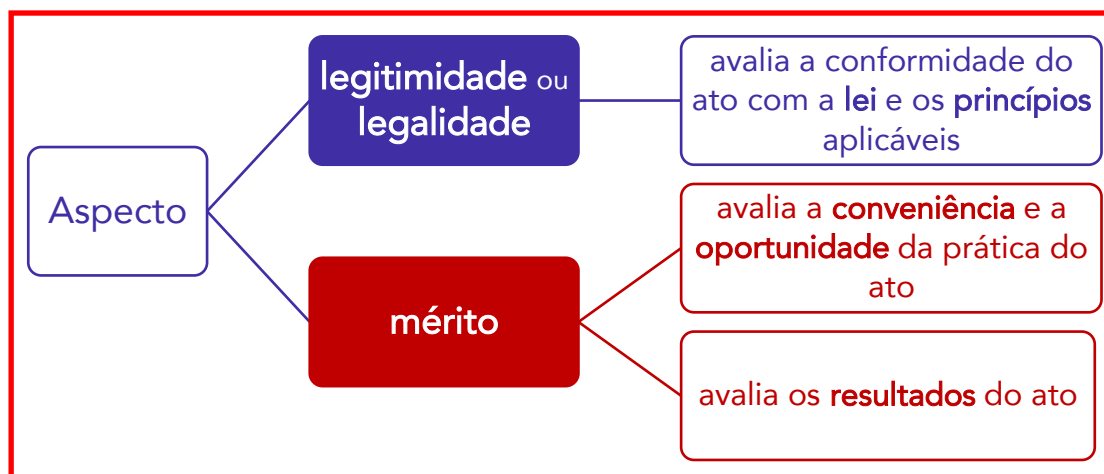 Aspecto
legitimidade ou
legalidade
avalia a conformidade do
ato com a lei e os princípios
aplicáveis
mérito
avalia a conveniência e a
oportunidade da prática do
ato
avalia os resultados do ato